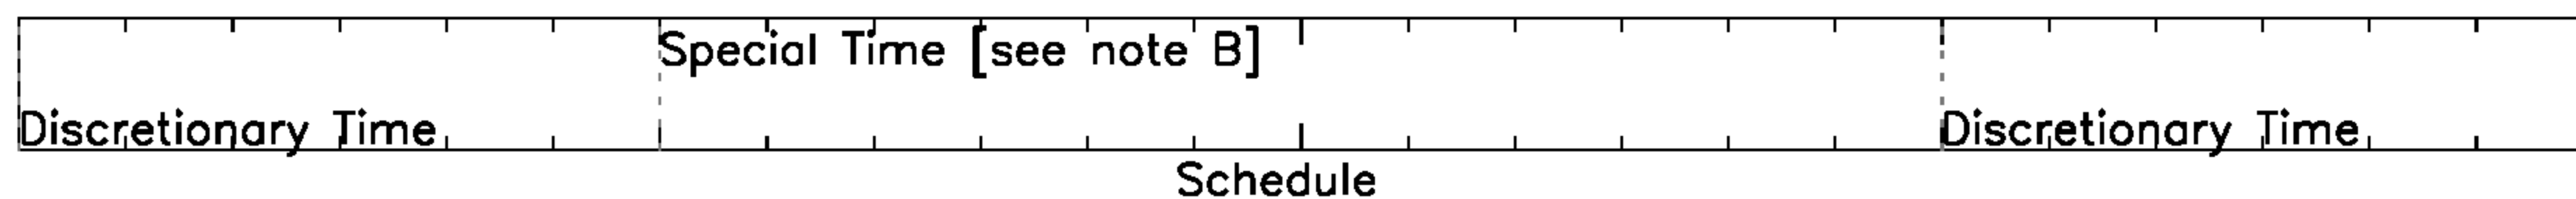 Special Time [see note B]
Discretionary Time
Discretionary Time
Schedule